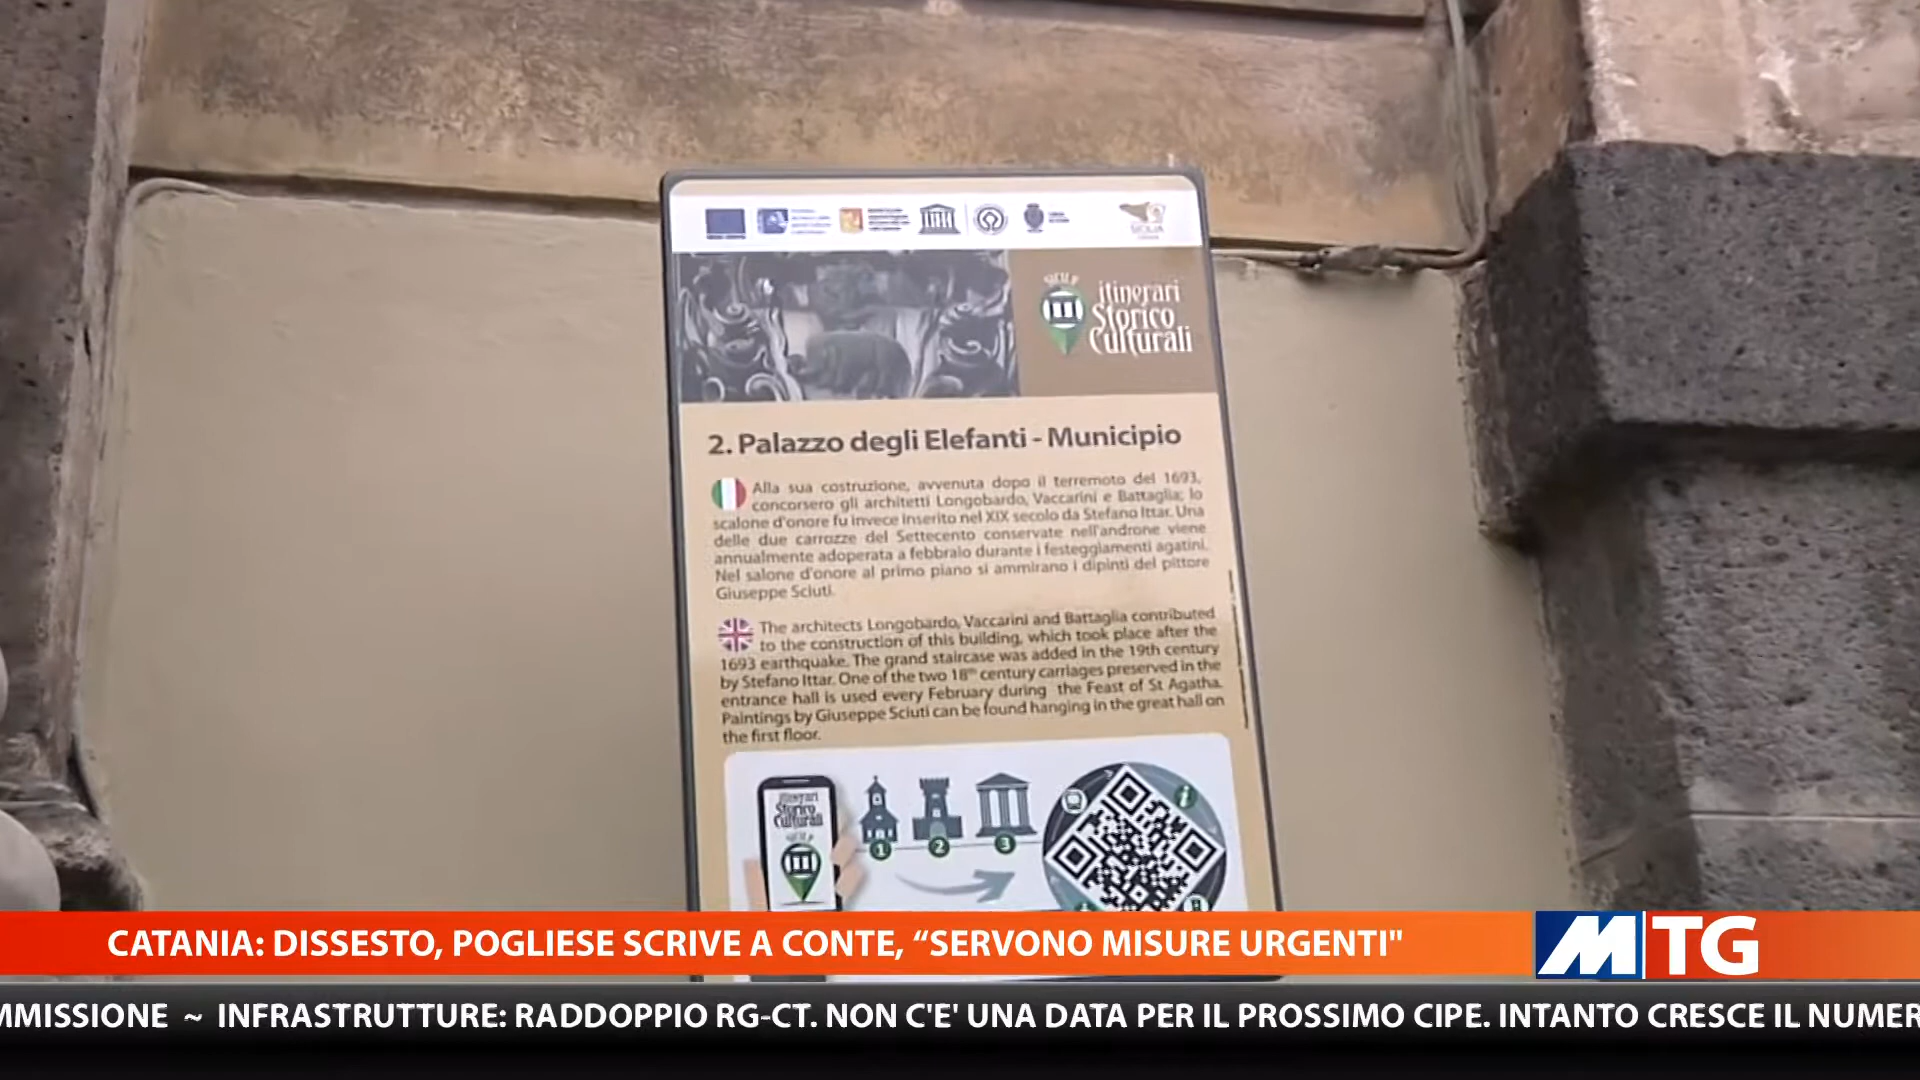 SICILIA
itinerari
Storico
Culturali
2. Palazzo degli Elefanti - Municipio
Alla sua costruzione, avvenuta dopo il terremoto del 1693,
concorsero gli architetti Longobardo, Vaccarini e Battaglia; lo
scalone d'onore fu invece inserito nel XIX secolo da Stefano Ittar. Una
delle due carrozze del Settecento conservate nell'androne viene
annualmente adoperata a febbraio durante i festeggiamenti agatini.
Nel salone d'onore al primo piano si ammirano i dipinti del pittore
Giuseppe Sciuti.
The architects Longobardo, Vaccarini and Battaglia contributed
to the construction of this building, which took place after the
1693 earthquake. The grand staircase was added in the 19th century
by Stefano Ittar. One of the two 18th century carriages preserved in the
entrance hall is used every February during the Feast of St Agatha.
Paintings by Giuseppe Sciuti can be found hanging in the great hall on
the first floor.
itinerari
Storico
Culturali
1 2 3
i
CATANIA: DISSESTO, POGLIESE SCRIVE A CONTE, “SERVONO MISURE URGENTI"
M TG
MMISSIONE ~ INFRASTRUTTURE: RADDOPPIO RG-CT. NON C'E' UNA DATA PER IL PROSSIMO CIPE. INTANTO CRESCE IL NUMER